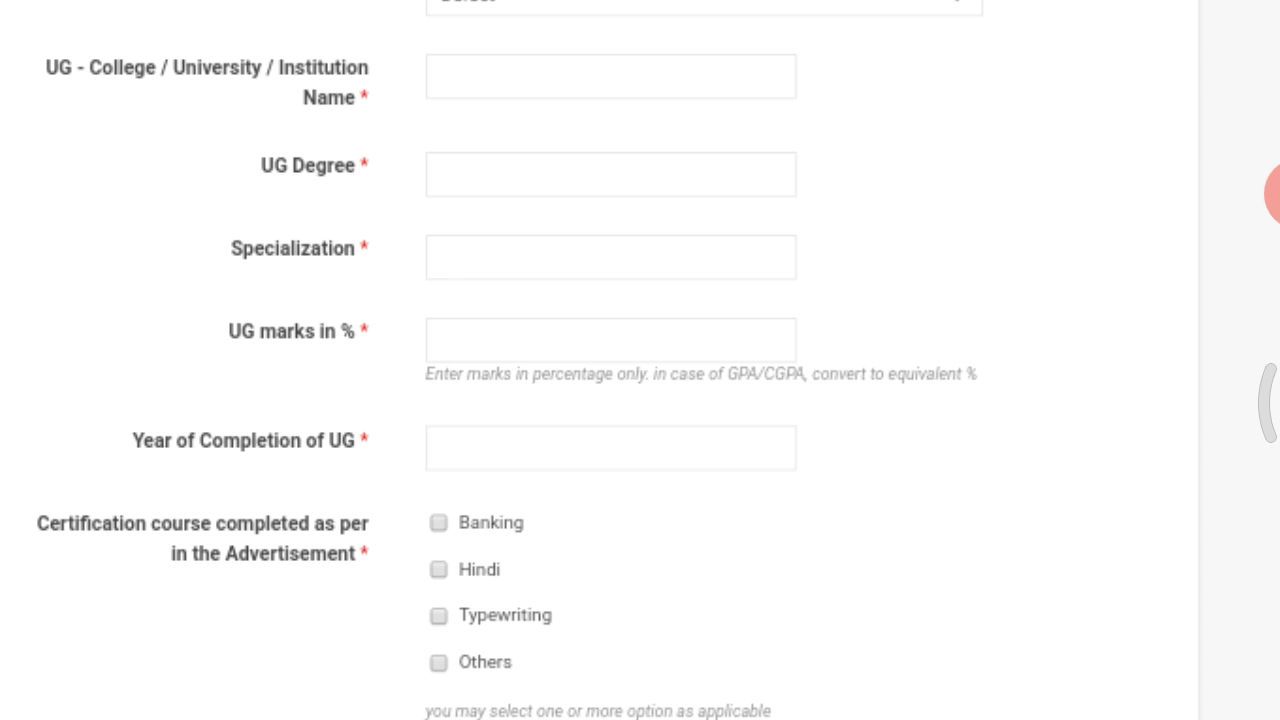 UG - College / University / Institution
Name *
UG Degree *
Specialization *
UG marks in % *
Enter marks in percentage only. in case of GPA/CGPA, convert to equivalent %
Year of Completion of UG *
Certification course completed as per
in the Advertisement *
Banking
Hindi
Typewriting
Others
you may select one or more option as applicable